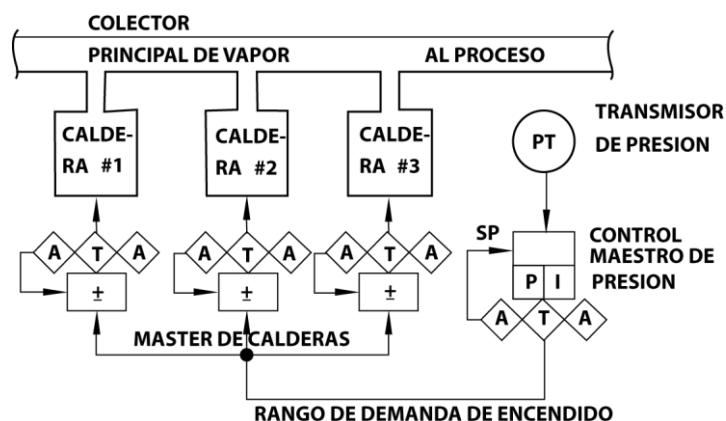 COLECTOR
PRINCIPAL DE VAPOR
AL PROCESO
CALDE-
RA #1
CALDE-
RA #2
CALDE-
RA #3
PT
TRANSMISOR
DE PRESION
A T A
±
A T A
±
A T A
±
SP
P I
A T A
CONTROL
MAESTRO DE
PRESION
MASTER DE CALDERAS
RANGO DE DEMANDA DE ENCENDIDO